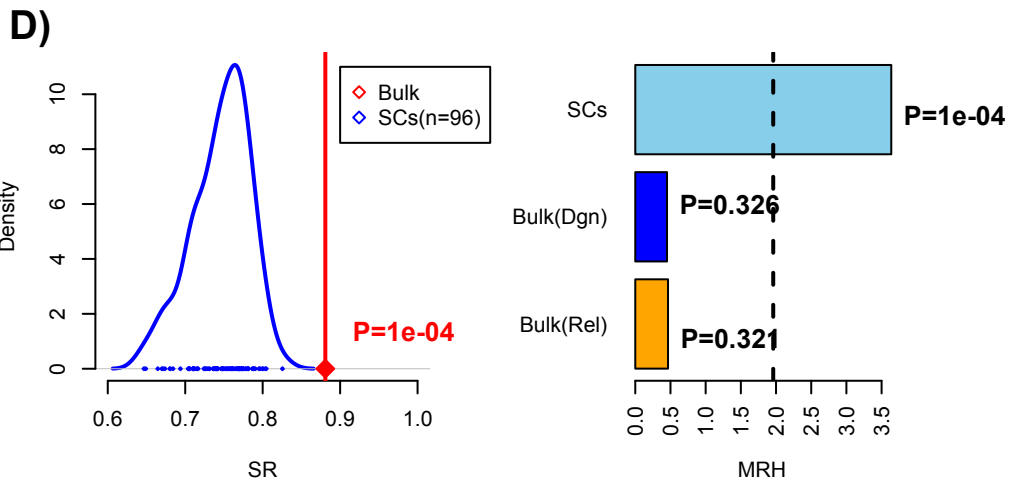 D)
Density
0
2
4
6
8
10
Bulk
SCs(n=96)
P=1e-04
0.6 0.7 0.8 0.9 1.0
SR
SCs
Bulk(Dgn)
Bulk(Rel)
P=1e-04
P=0.326
P=0.321
0.0 0.5 1.0 1.5 2.0 2.5 3.0 3.5
MRH